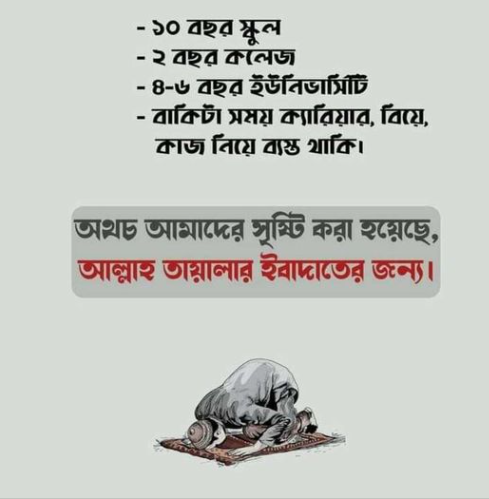 - ১০ বছর স্কুল
- ২ বছর কলেজ
- ৪-৬ বছর ইউনিভার্সিটি
- বাকিটা সময় ক্যারিয়ার, বিয়ে,
কাজ নিয়ে ব্যস্ত থাকি।
অথচ আমাদের সৃষ্টি করা হয়েছে,
আল্লাহ তায়ালার ইবাদাতের জন্য।